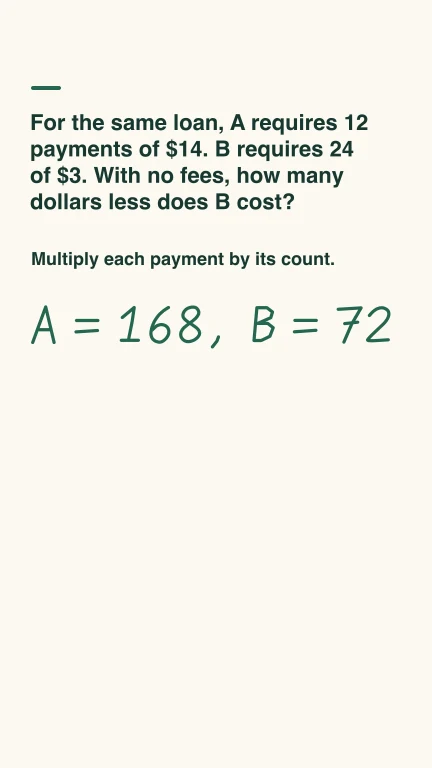 For the same loan, A requires 12
payments of $14. B requires 24
of $3. With no fees, how many
dollars less does B cost?
Multiply each payment by its count.
A = 168, B = 72